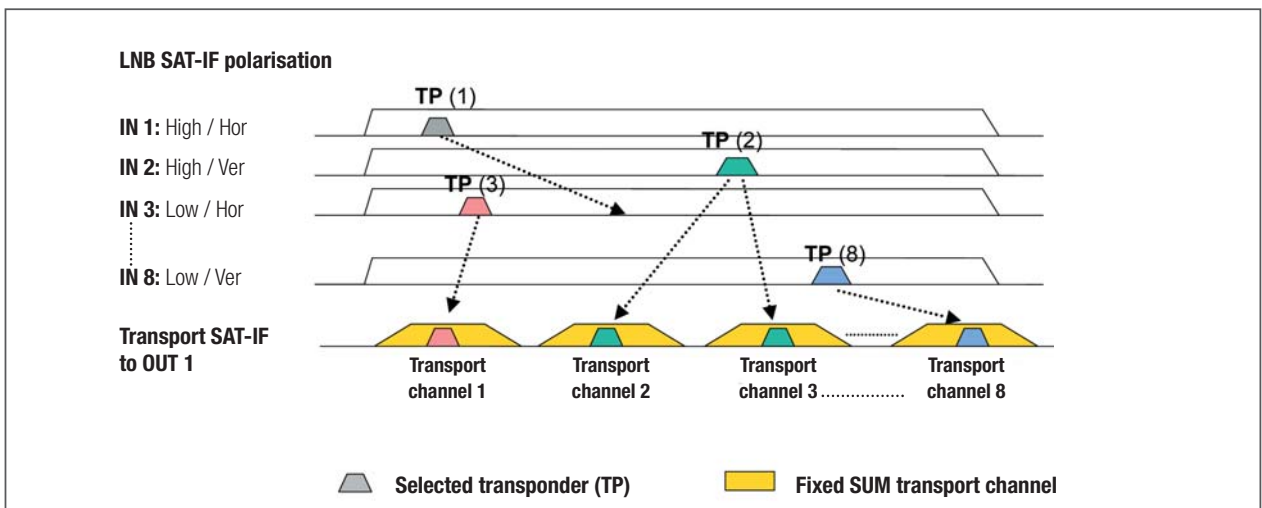 LNB SAT-IF polarisation
TP (1)
IN 1: High / Hor
TP (2)
IN 2: High / Ver
TP (3)
IN 3: Low / Hor
TP (8)
IN 8: Low / Ver
Transport SAT-IF
to OUT 1
Transport
channel 1
Transport
channel 2
Transport
channel 3 .................
Transport
channel 8
Selected transponder (TP)
Fixed SUM transport channel